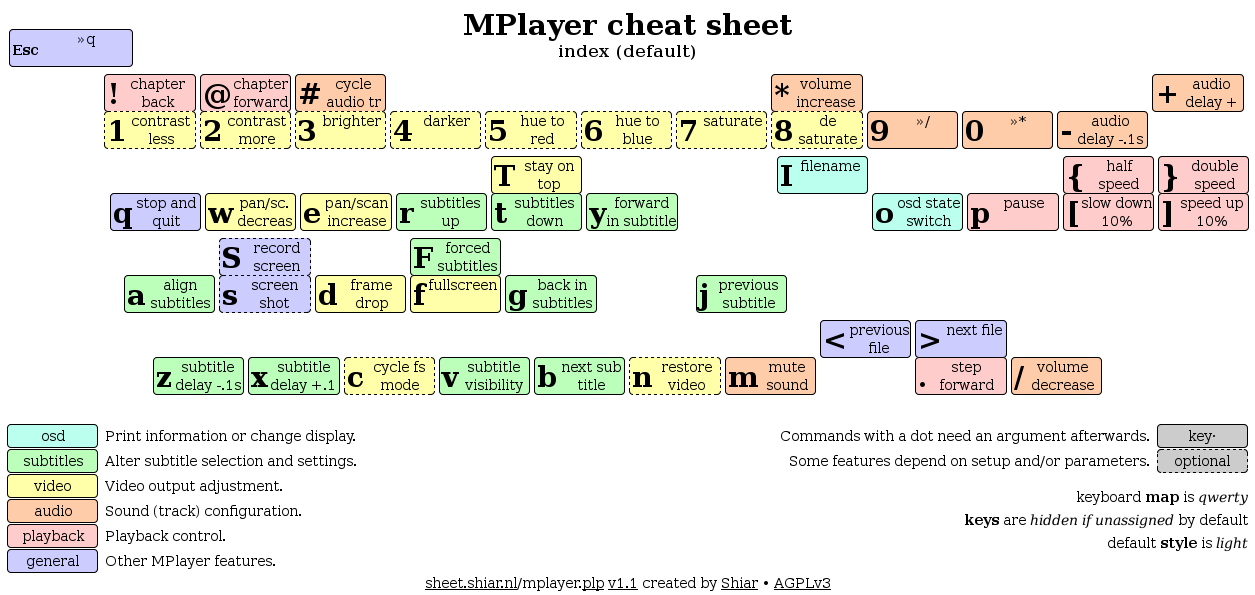 MPlayer cheat sheet
index (default)
Esc »q
! chapter back
@ chapter forward
# cycle audio tr
* volume increase
+ audio delay +
1 contrast less
2 contrast more
3 brighter
4 darker
5 hue to red
6 hue to blue
7 saturate
8 de saturate
9 »/
0 »*
- audio delay -.1s
T stay on top
I filename
{ half speed
} double speed
q stop and quit
w pan/sc. decreas
e pan/scan increase
r subtitles up
t subtitles down
y forward in subtitle
o osd state switch
p pause
[ slow down 10%
] speed up 10%
S record screen
F forced subtitles
a align subtitles
s screen shot
d frame drop
f fullscreen
g back in subtitles
j previous subtitle
< previous file
> next file
z subtitle delay -.1s
x subtitle delay +.1
c cycle fs mode
v subtitle visibility
b next sub title
n restore video
m mute sound
. step forward
/ volume decrease
osd Print information or change display.
subtitles Alter subtitle selection and settings.
video Video output adjustment.
audio Sound (track) configuration.
playback Playback control.
general Other MPlayer features.
Commands with a dot need an argument afterwards. key·
Some features depend on setup and/or parameters. optional
keyboard map is qwerty
keys are hidden if unassigned by default
default style is light
sheet.shiar.nl/mplayer.plp v1.1 created by Shiar • AGPLv3